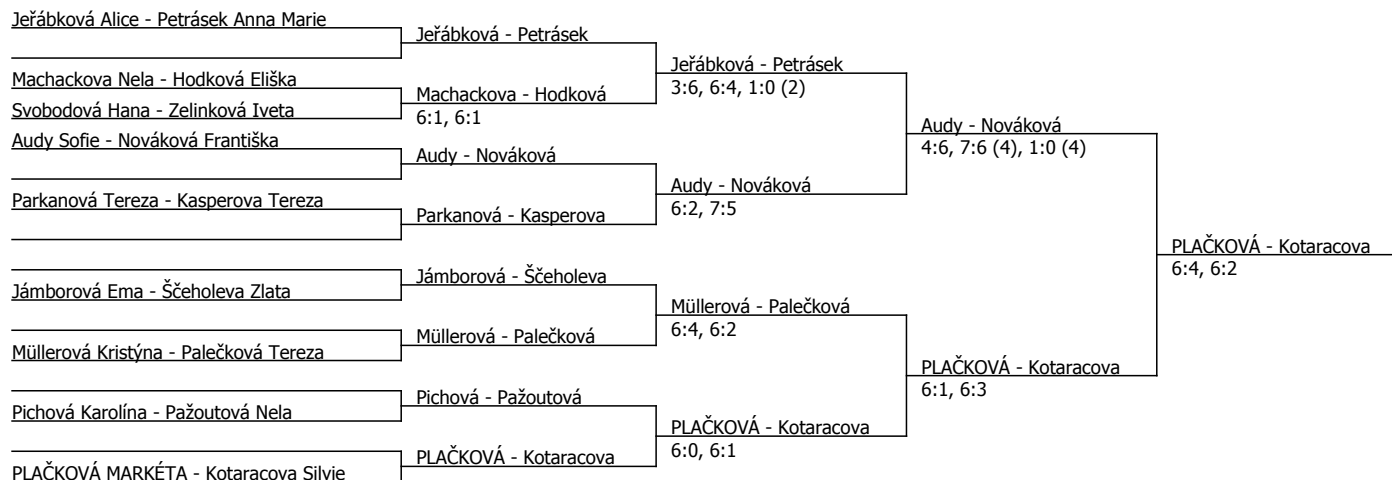 Jeřábková Alice - Petrásek Anna Marie
Jeřábková - Petrásek
Jeřábková - Petrásek
3:6, 6:4, 1:0 (2)
Machackova Nela - Hodková Eliška
Machackova - Hodková
6:1, 6:1
Svobodová Hana - Zelinková Iveta
Audy - Nováková
4:6, 7:6 (4), 1:0 (4)
Audy Sofie - Nováková Františka
Audy - Nováková
Audy - Nováková
6:2, 7:5
Parkanová Tereza - Kasperova Tereza
Parkanová - Kasperova
PLAČKOVÁ - Kotaracova
6:4, 6:2
Jámborová - Ščeholeva
Jámborová Ema - Ščeholeva Zlata
Müllerová - Palečková
6:4, 6:2
Müllerová - Palečková
Müllerová Kristýna - Palečková Tereza
PLAČKOVÁ - Kotaracova
6:1, 6:3
Pichová - Pažoutová
Pichová Karolína - Pažoutová Nela
PLAČKOVÁ - Kotaracova
6:0, 6:1
PLAČKOVÁ - Kotaracova
PLAČKOVÁ MARKÉTA - Kotaracova Silvie